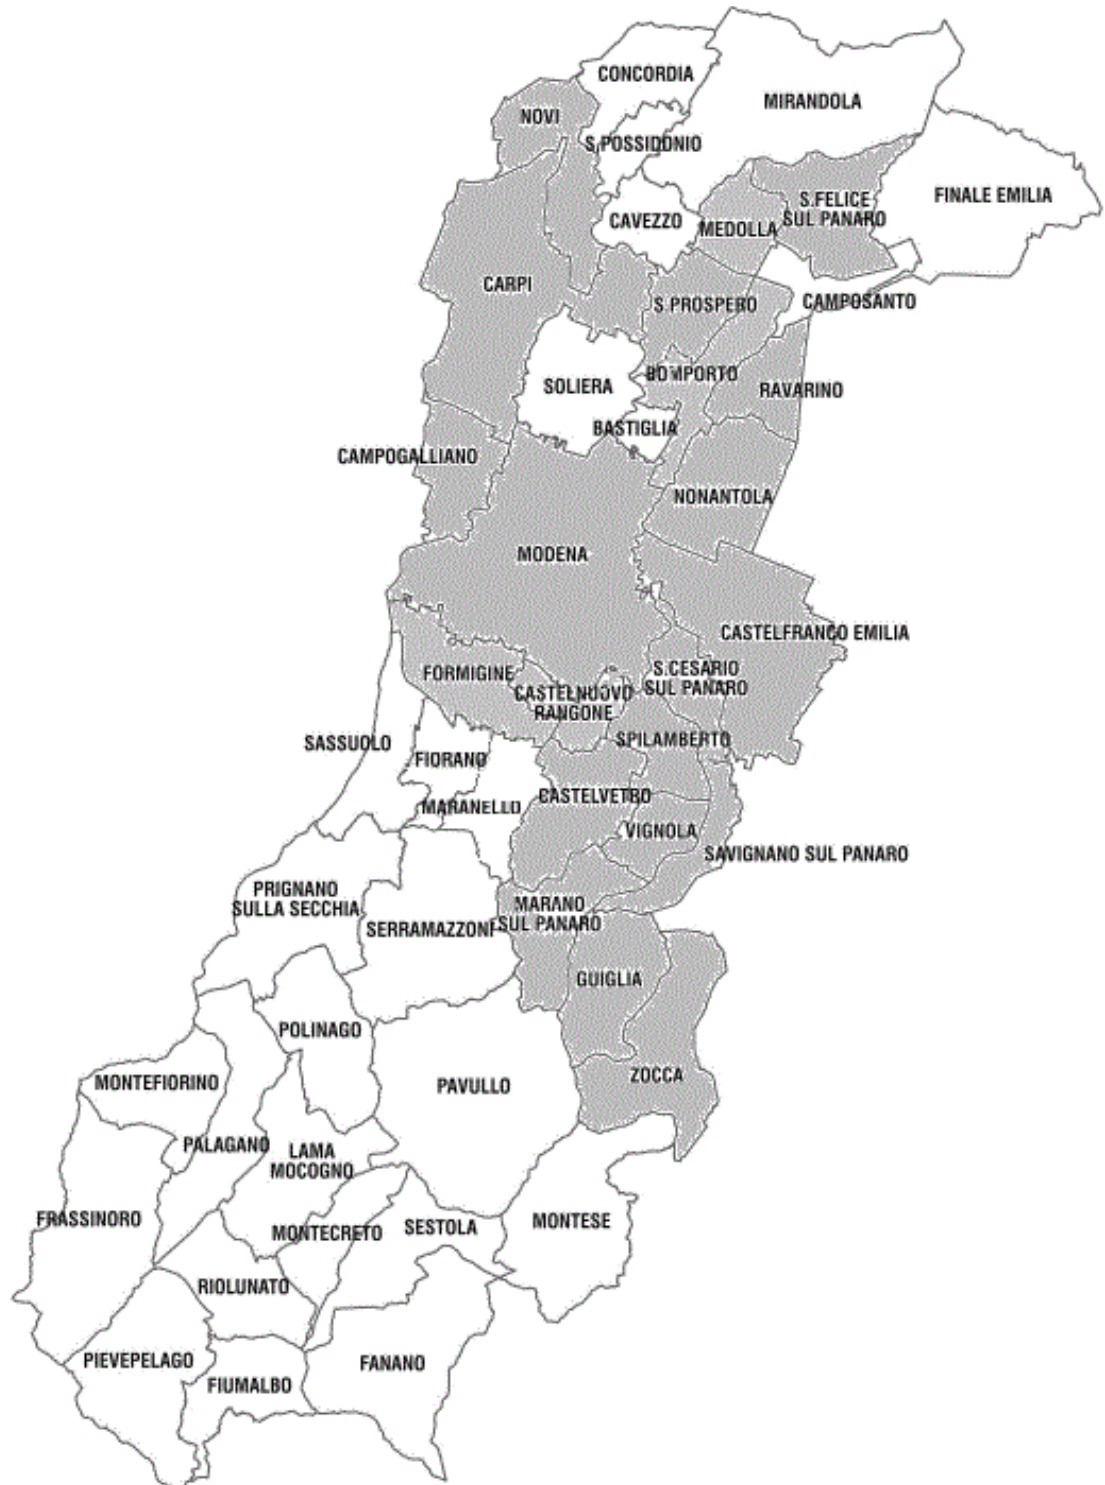 CONCORDIA
MIRANDOLA
NOVI
S.POSSIDONIO
FINALE EMILIA
S.FELICE
SUL PANARO
CAVEZZO
MEDOLLA
CARPI
S.PROSPERO
CAMPOSANTO
BOMPORTO
SOLIERA
RAVARINO
BASTIGLIA
CAMPOGALLIANO
NONANTOLA
MODENA
CASTELFRANCO EMILIA
FORMIGINE
S.CESARIO
SUL PANARO
CASTELNUOVO
RANGONE
SASSUOLO
SPILAMBERTO
FIORANO
CASTELVETRO
MARANELLO
VIGNOLA
SAVIGNANO SUL PANARO
PRIGNANO
SULLA SECCHIA
MARANO
SUL PANARO
SERRAMAZZONI
GUIGLIA
POLINAGO
ZOCCA
MONTEFIORINO
PAVULLO
PALAGANO
LAMA
MOCOGNO
FRASSINORO
MONTESE
SESTOLA
MONTECRETO
RIOLUNATO
PIEVEPELAGO
FANANO
FIUMALBO